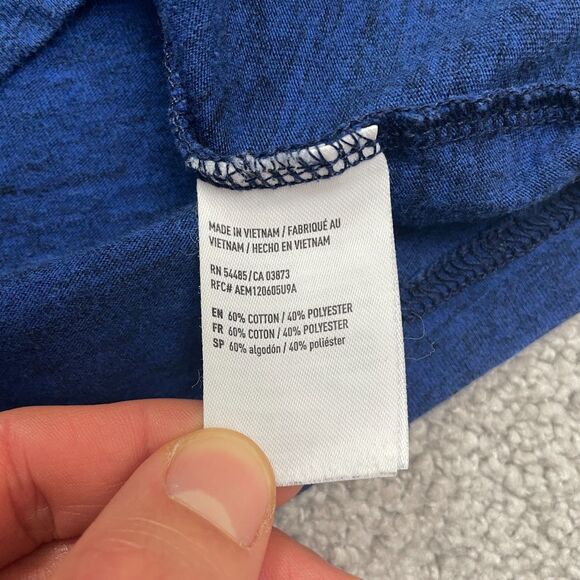 MADE IN VIETNAM / FABRIQUÉ AU
VIETNAM / HECHO EN VIETNAM
RN 54485/CA 03873
RFC# AEM120605U9A
EN 60% COTTON / 40% POLYESTER
FR 60% COTON / 40% POLYESTER
SP 60% algodón / 40% poliéster